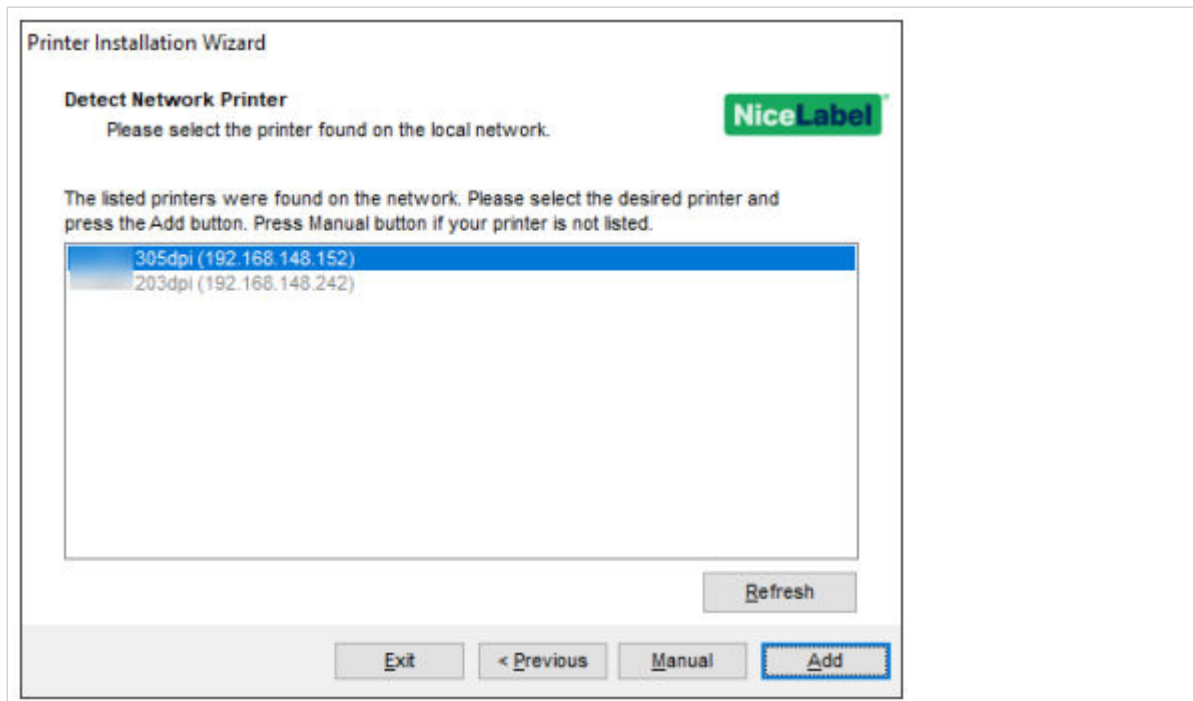 Printer Installation Wizard
Detect Network Printer
Please select the printer found on the local network.
NiceLabel
The listed printers were found on the network. Please select the desired printer and
press the Add button. Press Manual button if your printer is not listed.
305dpi (192.168.148.152)
203dpi (192.168.148.242)
Refresh
Exit
< Previous
Manual
Add